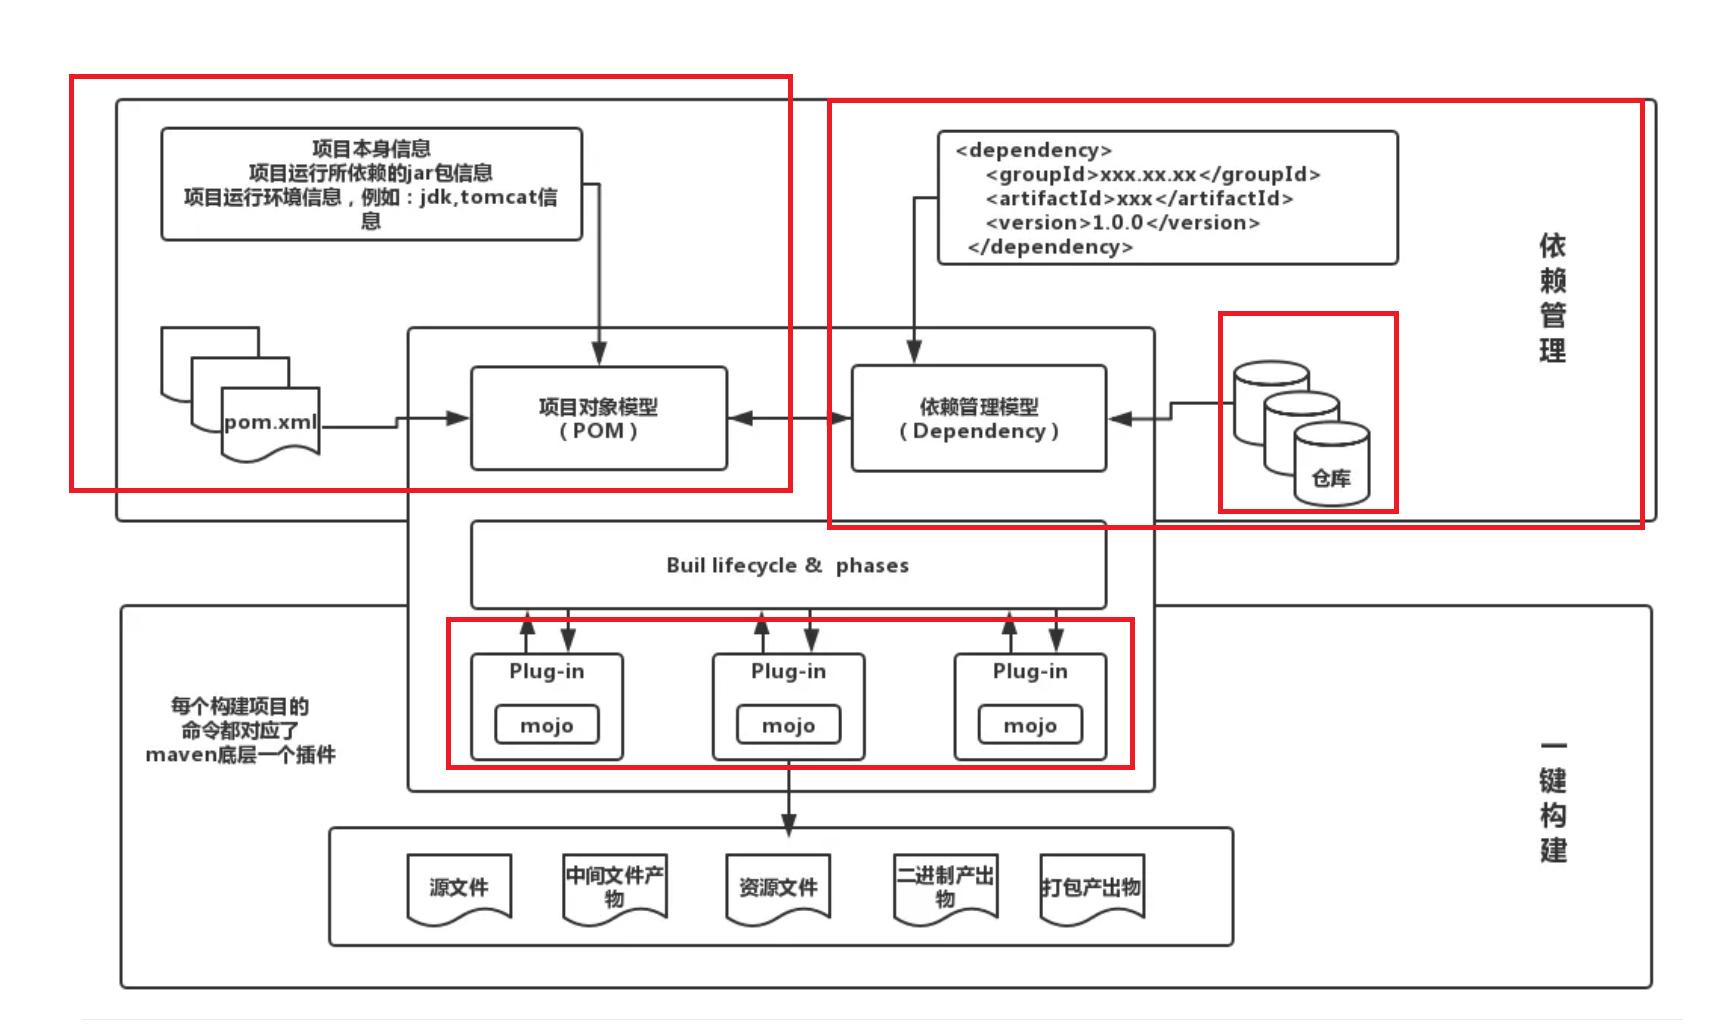 项目本身信息
项目运行所依赖的jar包信息
项目运行环境信息，例如：jdk,tomcat信
息
<dependency>
<groupId>xxx.xx.xx</groupId>
<artifactId>xxx</artifactId>
<version>1.0.0</version>
</dependency>
依赖管理
pom.xml
项目对象模型
（POM）
依赖管理模型
（Dependency）
仓库
Buil lifecycle & phases
Plug-in
mojo
Plug-in
mojo
Plug-in
mojo
每个构建项目的
命令都对应了
maven底层一个插件
一键构建
源文件
中间文件产
物
资源文件
二进制产出
物
打包产出物